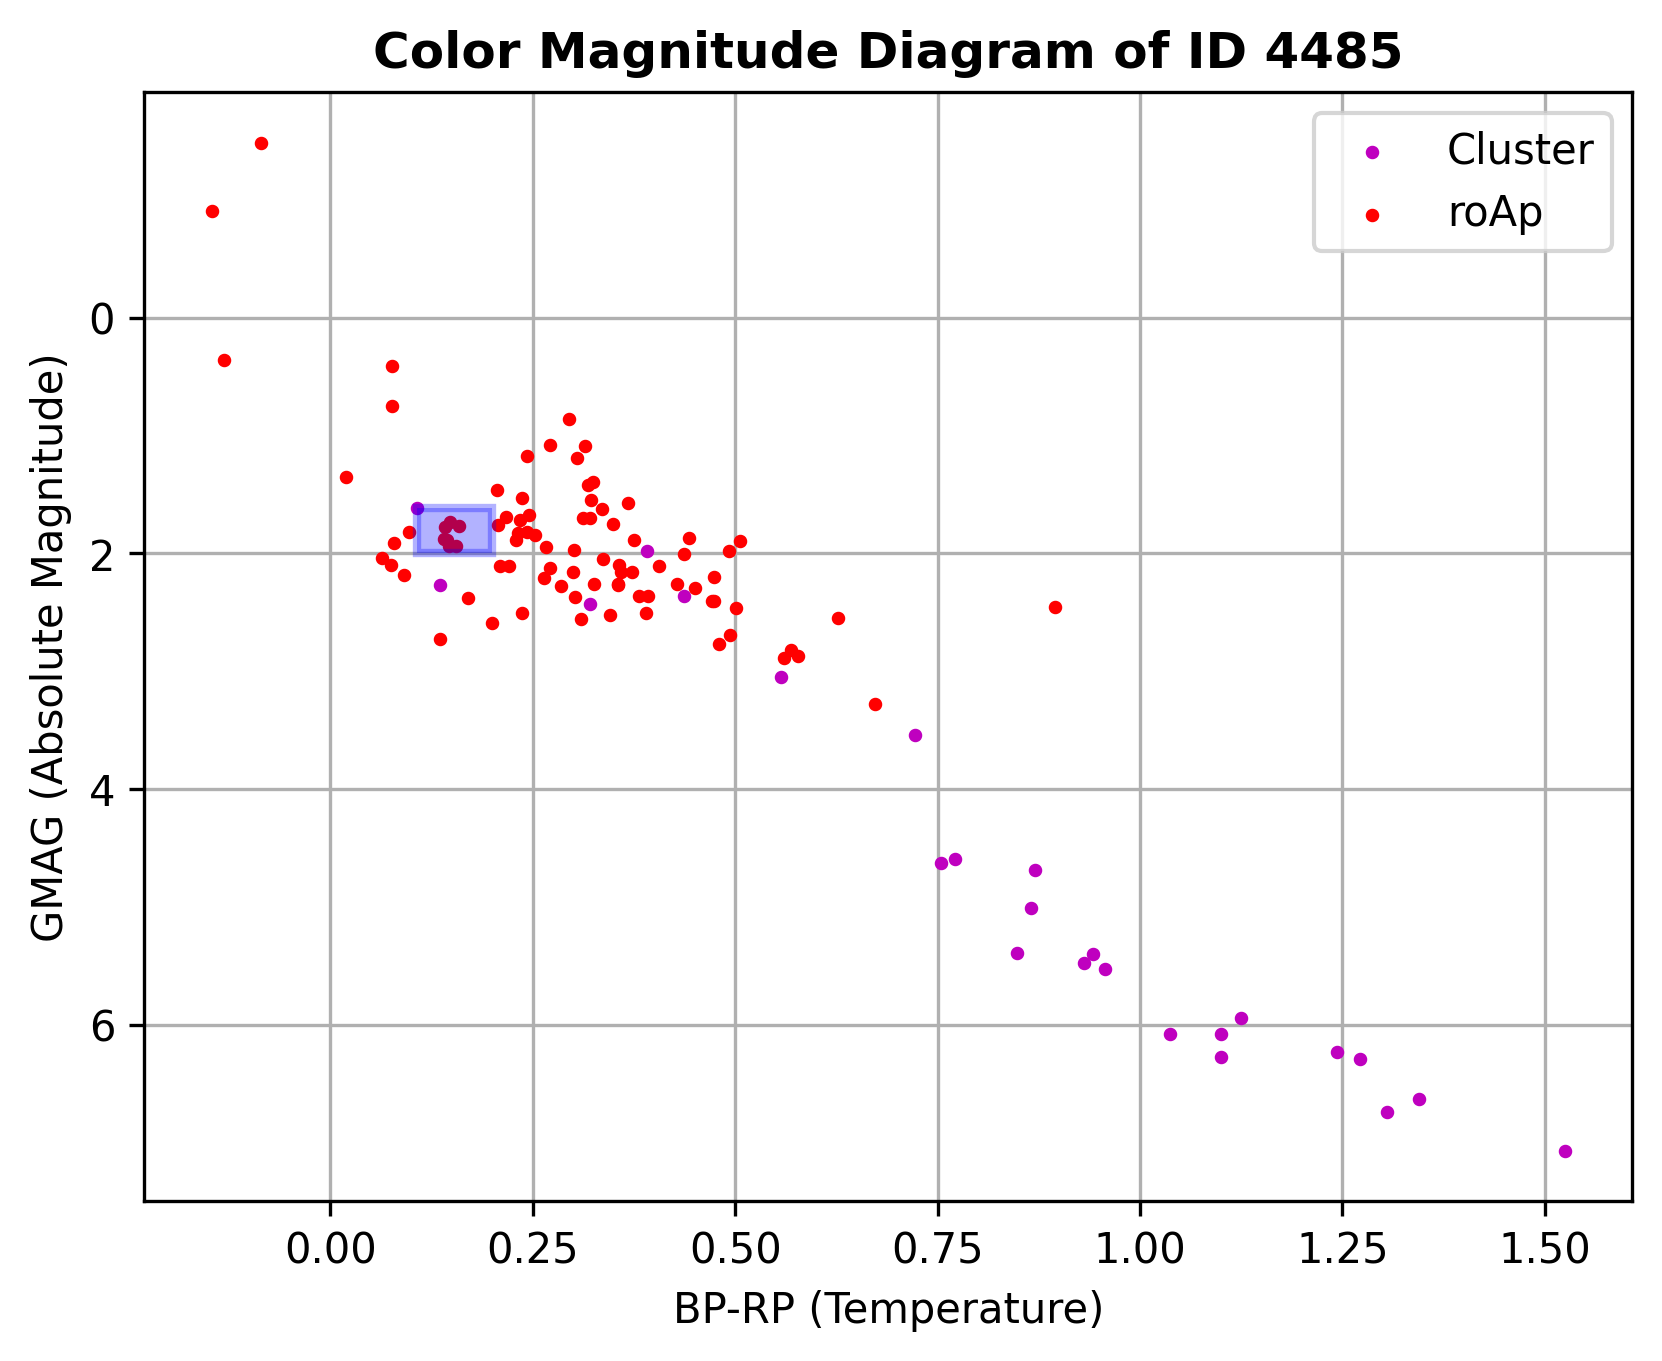 Color Magnitude Diagram of ID 4485
Cluster
roAp
GMAG (Absolute Magnitude)
0
2
4
6
0.00 0.25 0.50 0.75 1.00 1.25 1.50
BP-RP (Temperature)